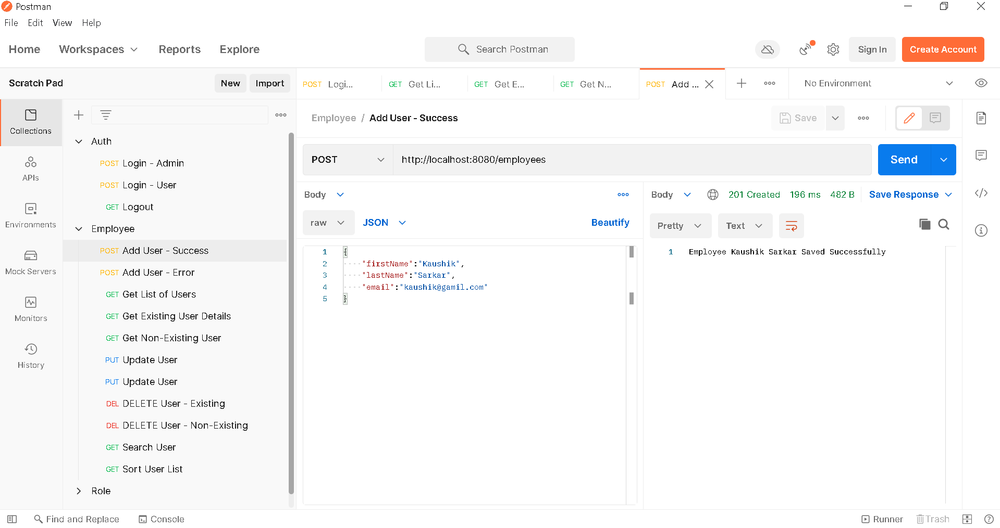 Postman
File Edit View Help
Home Workspaces Reports Explore Search Postman Sign In Create Account
Scratch Pad New Import POST Logi... GET Get Li... GET Get E... GET Get N... POST Add ... No Environment
Employee / Add User - Success Save
Collections
APIs
Environments
Mock Servers
Monitors
History
Auth
POST Login - Admin
POST Login - User
GET Logout
Employee
POST Add User - Success
POST Add User - Error
GET Get List of Users
GET Get Existing User Details
GET Get Non-Existing User
PUT Update User
PUT Update User
DEL DELETE User - Existing
DEL DELETE User - Non-Existing
GET Search User
GET Sort User List
Role
POST http://localhost:8080/employees Send
Body
raw JSON Beautify
1 {
2 "firstName":"Kaushik",
3 "lastName":"Sarkar",
4 "email":"kaushik@gamil.com"
5 }
Body 201 Created 196 ms 482 B Save Response
Pretty Text
1 Employee Kaushik Sarkar Saved Successfully
Find and Replace Console Runner Trash